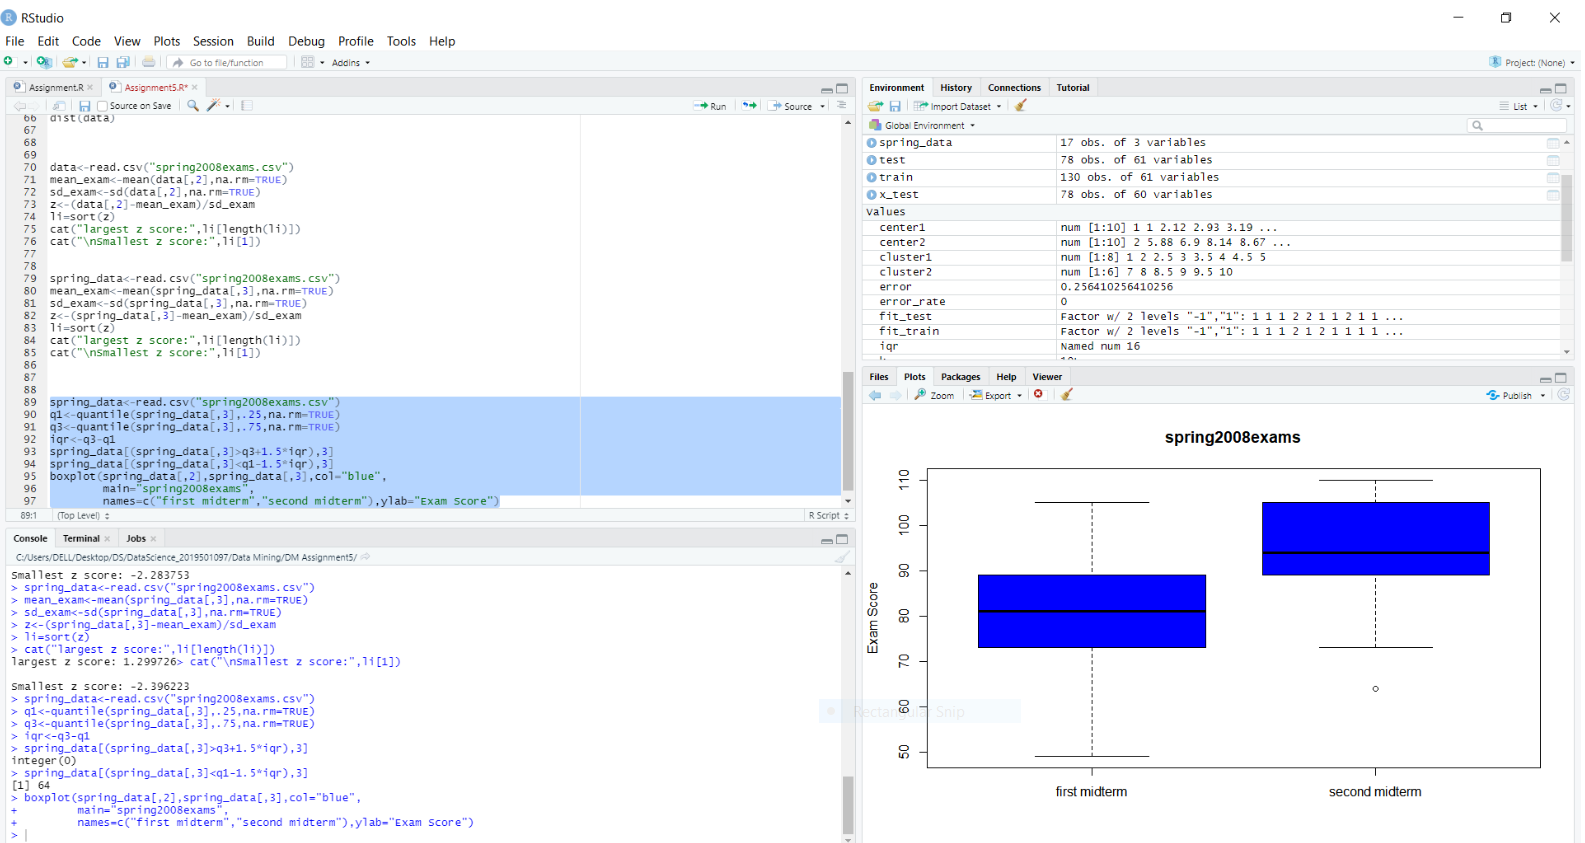 RStudio
File Edit Code View Plots Session Build Debug Profile Tools Help
Go to file/function Addins Project: (None)
Assignment.R Assignment5.R*
Source on Save Run Source
66 dist(data)
67
68
69
70 data<-read.csv("spring2008exams.csv")
71 mean_exam<-mean(data[,2],na.rm=TRUE)
72 sd_exam<-sd(data[,2],na.rm=TRUE)
73 z<-(data[,2]-mean_exam)/sd_exam
74 li=sort(z)
75 cat("largest z score:",li[length(li)])
76 cat("\nSmallest z score:",li[1])
77
78
79 spring_data<-read.csv("spring2008exams.csv")
80 mean_exam<-mean(spring_data[,3],na.rm=TRUE)
81 sd_exam<-sd(spring_data[,3],na.rm=TRUE)
82 z<-(spring_data[,3]-mean_exam)/sd_exam
83 li=sort(z)
84 cat("largest z score:",li[length(li)])
85 cat("\nSmallest z score:",li[1])
86
87
88
89 spring_data<-read.csv("spring2008exams.csv")
90 q1<-quantile(spring_data[,3],.25,na.rm=TRUE)
91 q3<-quantile(spring_data[,3],.75,na.rm=TRUE)
92 iqr<-q3-q1
93 spring_data[(spring_data[,3]>q3+1.5*iqr),3]
94 spring_data[(spring_data[,3]<q1-1.5*iqr),3]
95 boxplot(spring_data[,2],spring_data[,3],col="blue",
96 main="spring2008exams",
97 names=c("first midterm","second midterm"),ylab="Exam Score")
89:1 (Top Level) R Script
Console Terminal Jobs
C:/Users/DELL/Desktop/DS/DataScience_2019501097/Data Mining/DM Assignment5/
Smallest z score: -2.283753
> spring_data<-read.csv("spring2008exams.csv")
> mean_exam<-mean(spring_data[,3],na.rm=TRUE)
> sd_exam<-sd(spring_data[,3],na.rm=TRUE)
> z<-(spring_data[,3]-mean_exam)/sd_exam
> li=sort(z)
> cat("largest z score:",li[length(li)])
largest z score: 1.299726> cat("\nSmallest z score:",li[1])
Smallest z score: -2.396223
> spring_data<-read.csv("spring2008exams.csv")
> q1<-quantile(spring_data[,3],.25,na.rm=TRUE)
> q3<-quantile(spring_data[,3],.75,na.rm=TRUE)
> iqr<-q3-q1
> spring_data[(spring_data[,3]>q3+1.5*iqr),3]
integer(0)
> spring_data[(spring_data[,3]<q1-1.5*iqr),3]
[1] 64
> boxplot(spring_data[,2],spring_data[,3],col="blue",
+ main="spring2008exams",
+ names=c("first midterm","second midterm"),ylab="Exam Score")
>
Environment History Connections Tutorial
Import Dataset List
Global Environment
spring_data 17 obs. of 3 variables
test 78 obs. of 61 variables
train 130 obs. of 61 variables
x_test 78 obs. of 60 variables
values
center1 num [1:10] 1 1 2.12 2.93 3.19 ...
center2 num [1:10] 2 5.88 6.9 8.14 8.67 ...
cluster1 num [1:8] 1 2 2.5 3 3.5 4 4.5 5
cluster2 num [1:6] 7 8 8.5 9 9.5 10
error 0.256410256410256
error_rate 0
fit_test Factor w/ 2 levels "-1","1": 1 1 1 2 2 1 1 2 1 1 ...
fit_train Factor w/ 2 levels "-1","1": 1 1 1 2 1 2 1 2 1 1 ...
iqr Named num 16
Files Plots Packages Help Viewer
Zoom Export Publish
spring2008exams
110
100
90
80
70
60
50
Exam Score
first midterm second midterm
Rectangular Snip